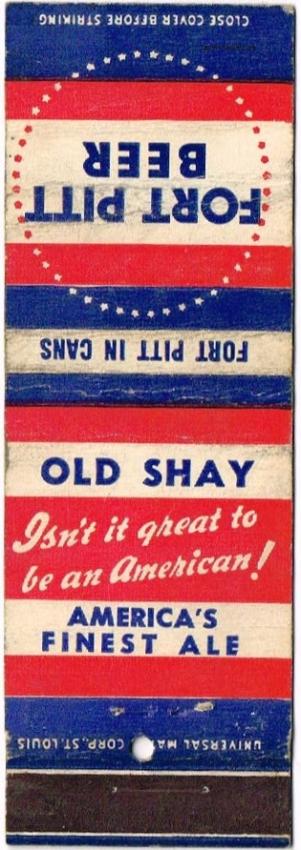 CLOSE COVER BEFORE STRIKING
FORT PITT
BEER
FORT PITT IN CANS
OLD SHAY
Isn't it great to
be an American!
AMERICA'S
FINEST ALE
UNIVERSAL CORP., ST. LOUIS